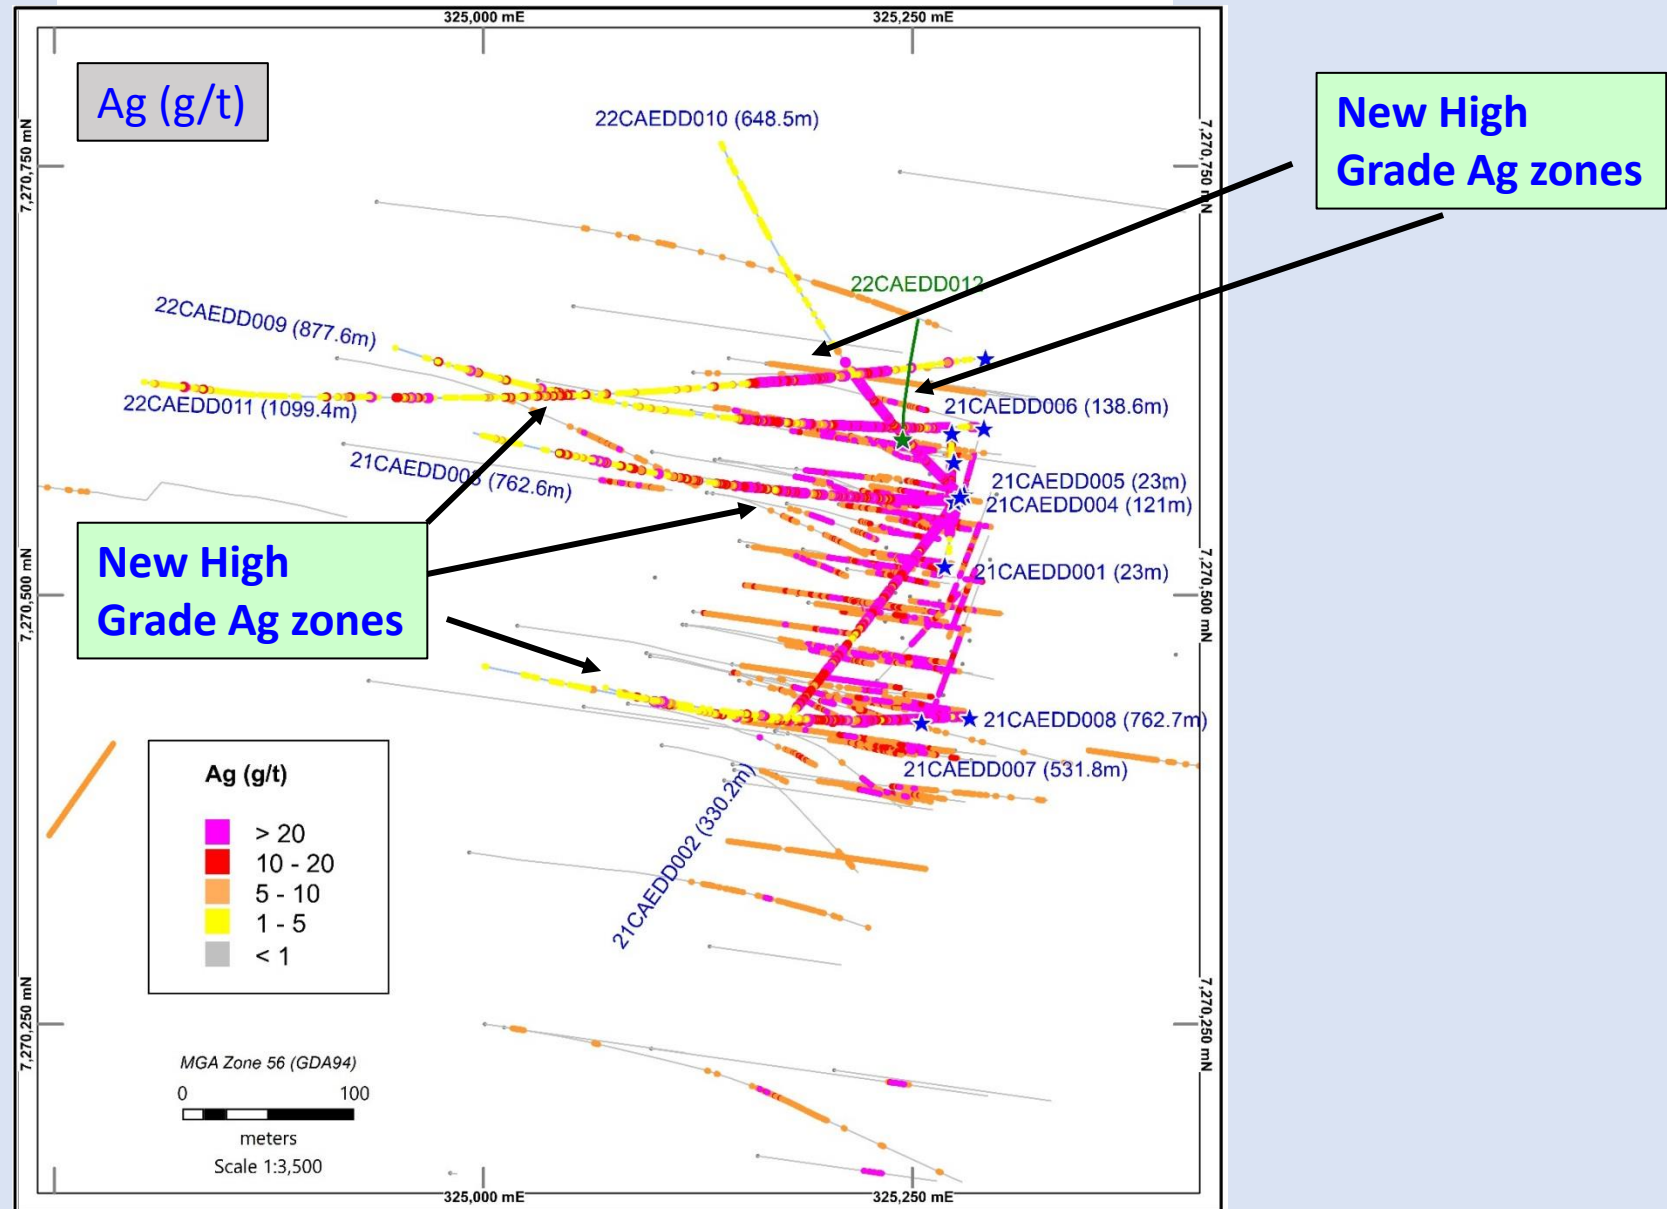 325,000 mE
325,250 mE
Ag (g/t)
22CAEDD010 (648.5m)
New High
Grade Ag zones
7,270,750 mN
7,270,750 mN
22CAEDD012
22CAEDD009 (877.6m)
22CAEDD011 (1099.4m)
21CAEDD006 (138.6m)
21CAEDD003 (762.6m)
21CAEDD005 (23m)
21CAEDD004 (121m)
New High
Grade Ag zones
21CAEDD001 (23m)
7,270,500 mN
7,270,500 mN
21CAEDD008 (762.7m)
21CAEDD007 (531.8m)
21CAEDD002 (330.2m)
Ag (g/t)
> 20
10 - 20
5 - 10
1 - 5
< 1
7,270,250 mN
7,270,250 mN
MGA Zone 56 (GDA94)
0 100
meters
Scale 1:3,500
325,000 mE
325,250 mE